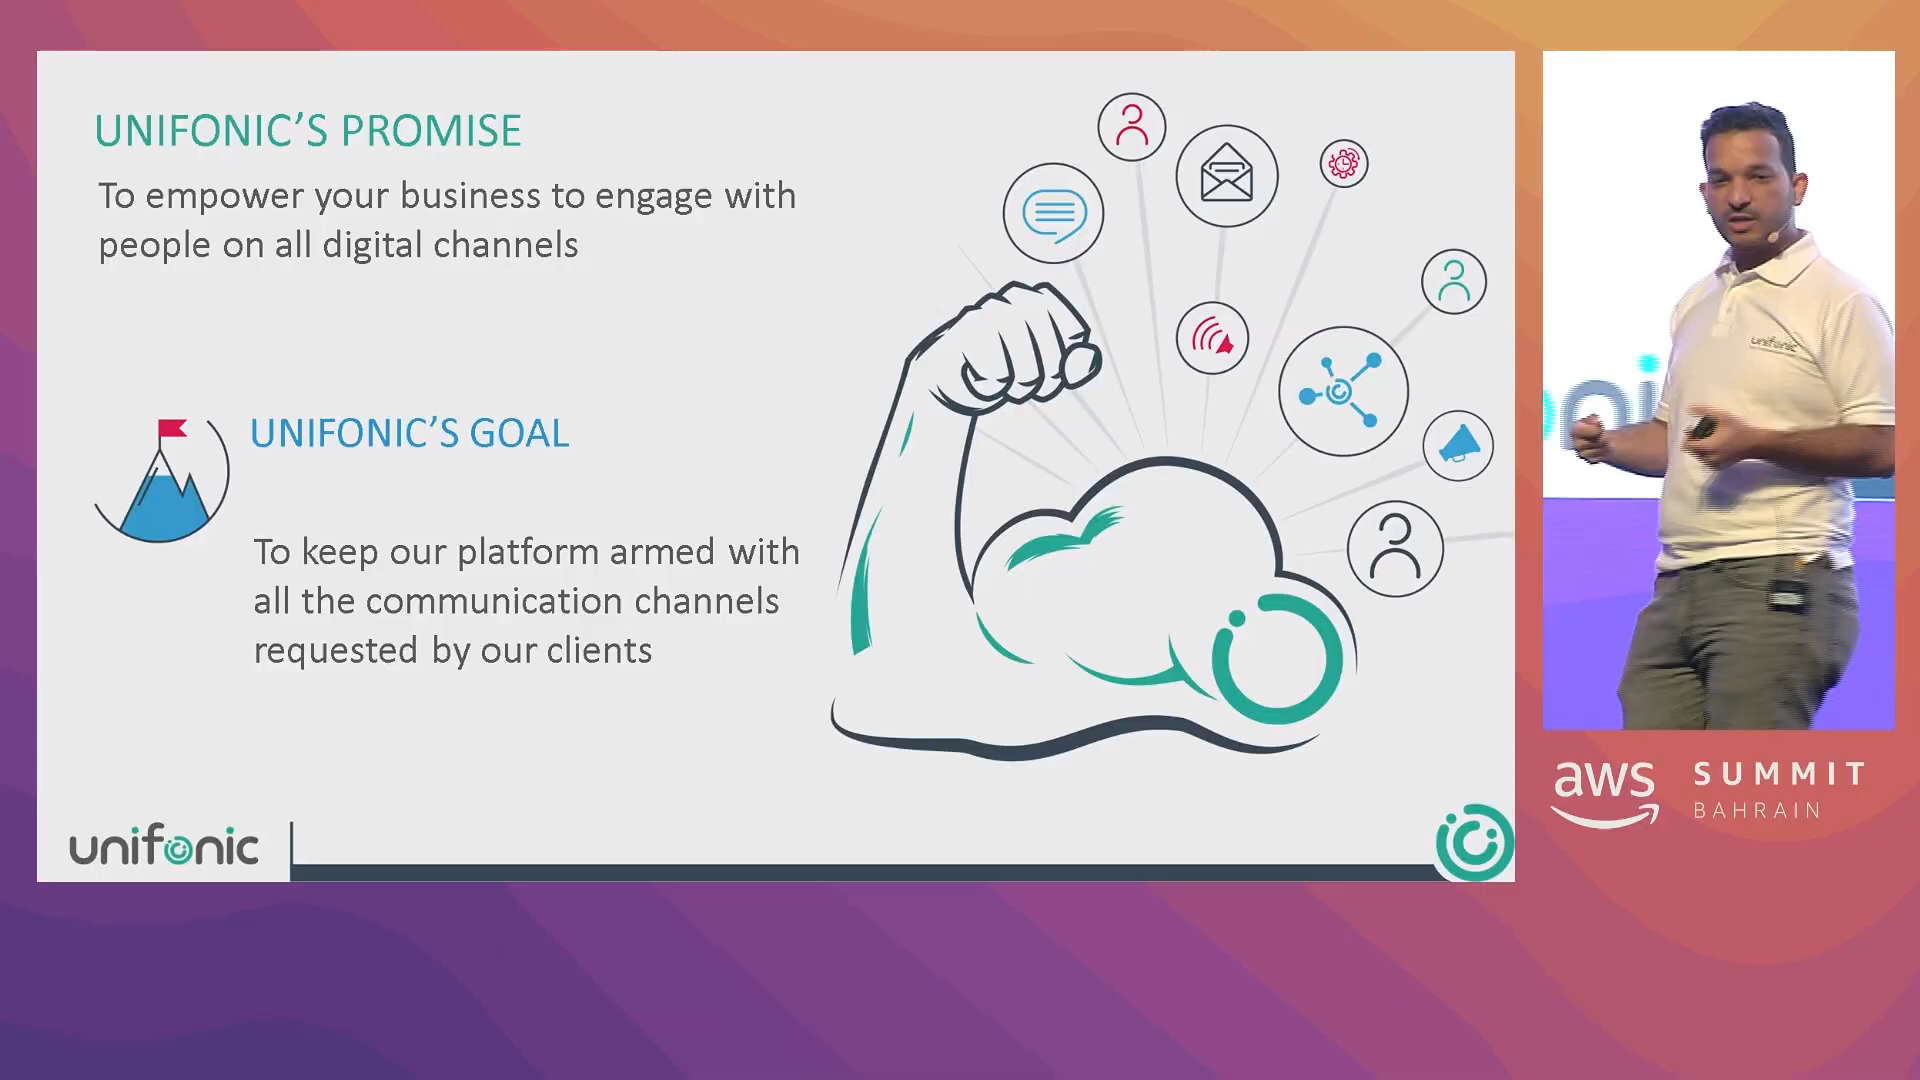 UNIFONIC'S PROMISE
To empower your business to engage with
people on all digital channels
UNIFONIC'S GOAL
To keep our platform armed with
all the communication channels
requested by our clients
unifonic
unifonic
aws SUMMIT
BAHRAIN